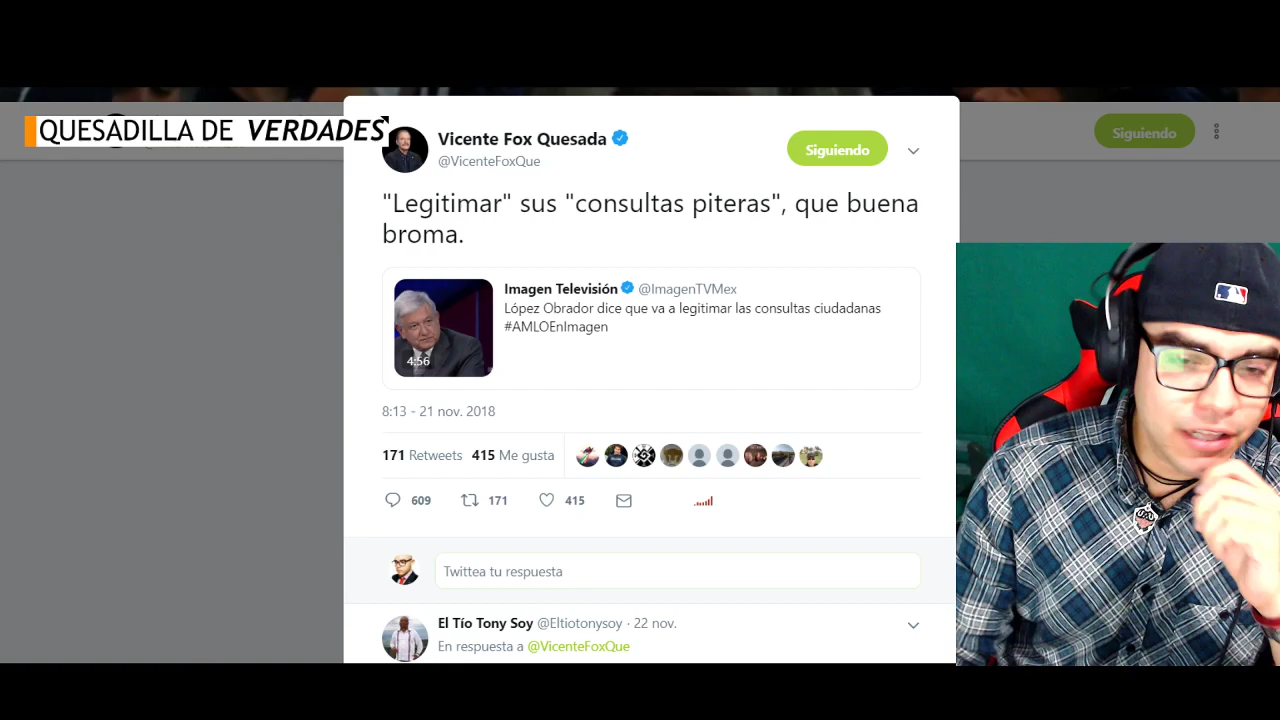 QUESADILLA DE VERDADES
Vicente Fox Quesada
@VicenteFoxQue
Siguiendo
Siguiendo
"Legitimar" sus "consultas piteras", que buena
broma.
Imagen Televisión @ImagenTVMex
López Obrador dice que va a legitimar las consultas ciudadanas
#AMLOEnImagen
4:56
8:13 - 21 nov. 2018
171 Retweets 415 Me gusta
609 171 415
Twittea tu respuesta
El Tío Tony Soy @Eltiotonysoy · 22 nov.
En respuesta a @VicenteFoxQue